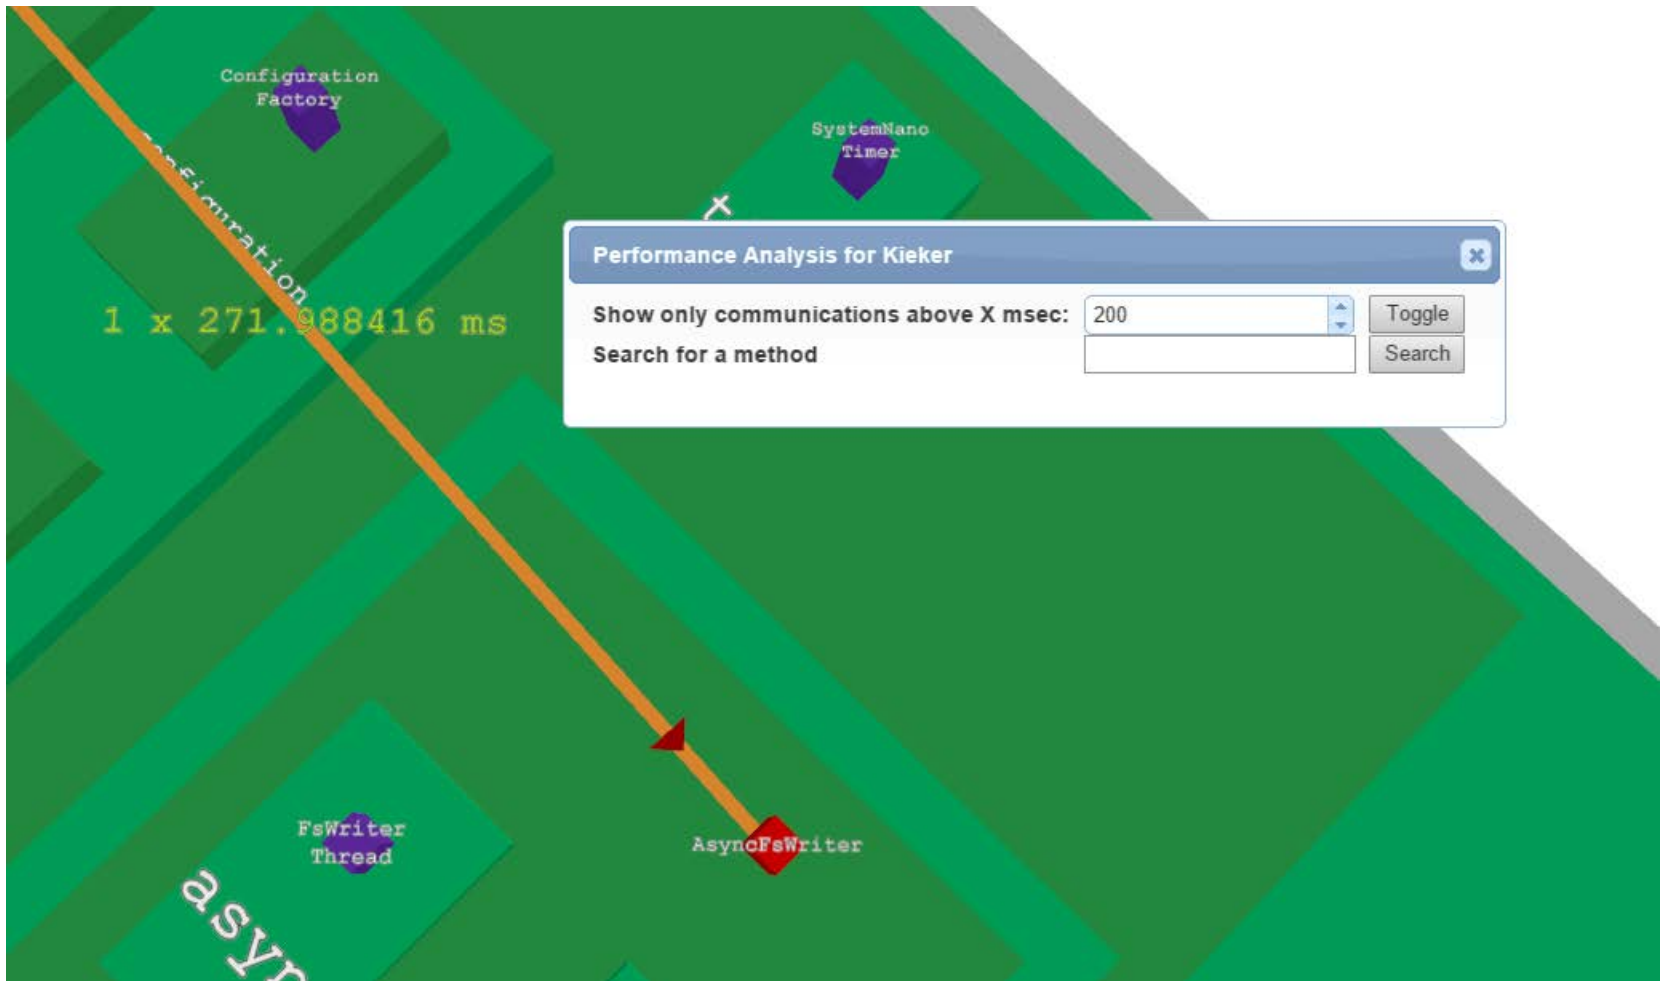 Configuration
Factory
SystemNano
Timer
Configuration
1 x 271.988416 ms
Performance Analysis for Kieker
Show only communications above X msec: 200 Toggle
Search for a method Search
FsWriter
Thread
AsyncFsWriter